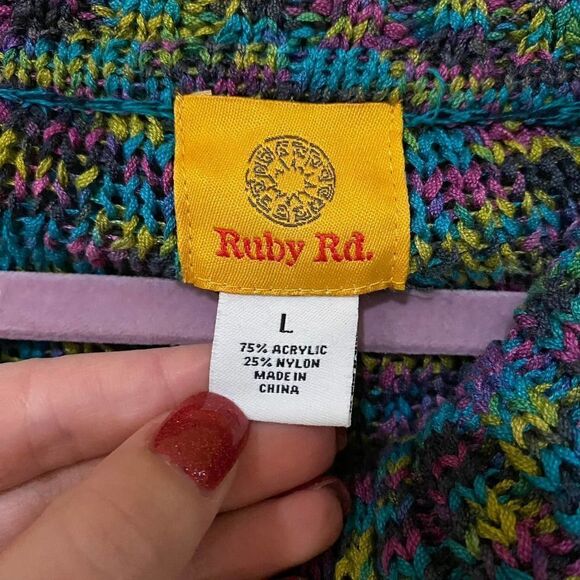 Ruby Rd.
L
75% ACRYLIC
25% NYLON
MADE IN
CHINA